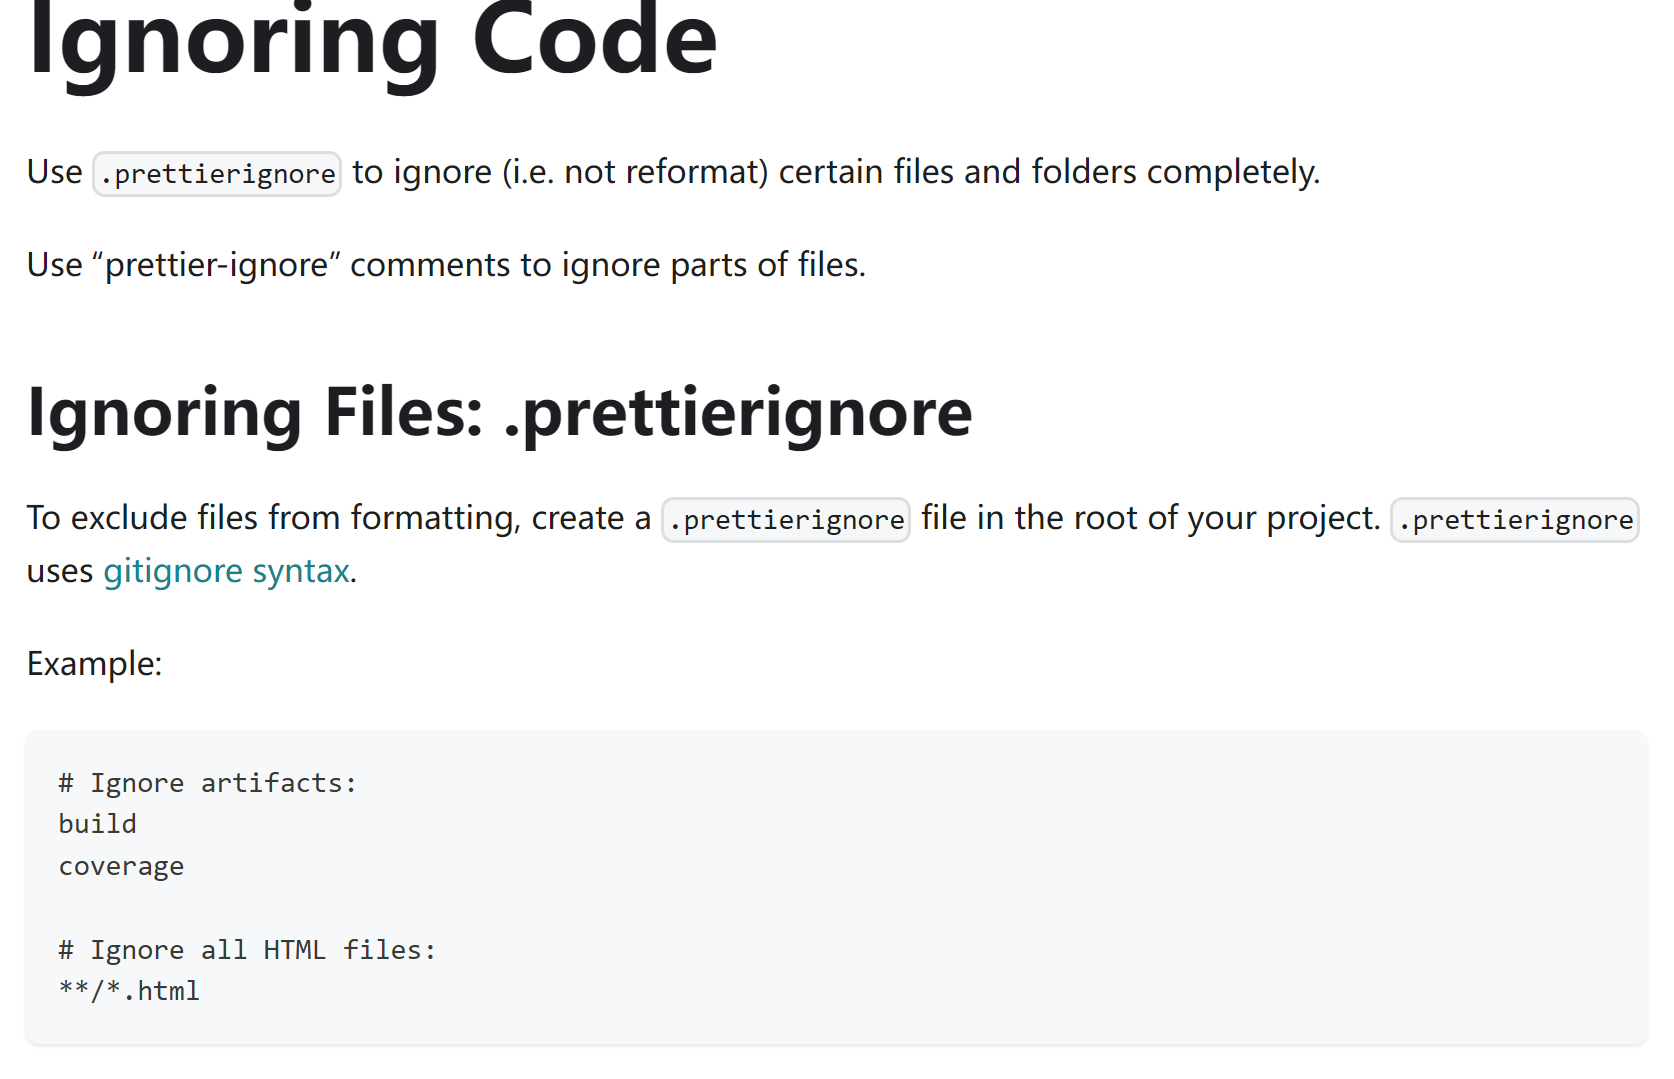 Ignoring Code
Use .prettierignore to ignore (i.e. not reformat) certain files and folders completely.
Use “prettier-ignore” comments to ignore parts of files.
Ignoring Files: .prettierignore
To exclude files from formatting, create a .prettierignore file in the root of your project. .prettierignore
uses gitignore syntax.
Example:
# Ignore artifacts:
build
coverage
# Ignore all HTML files:
**/*.html